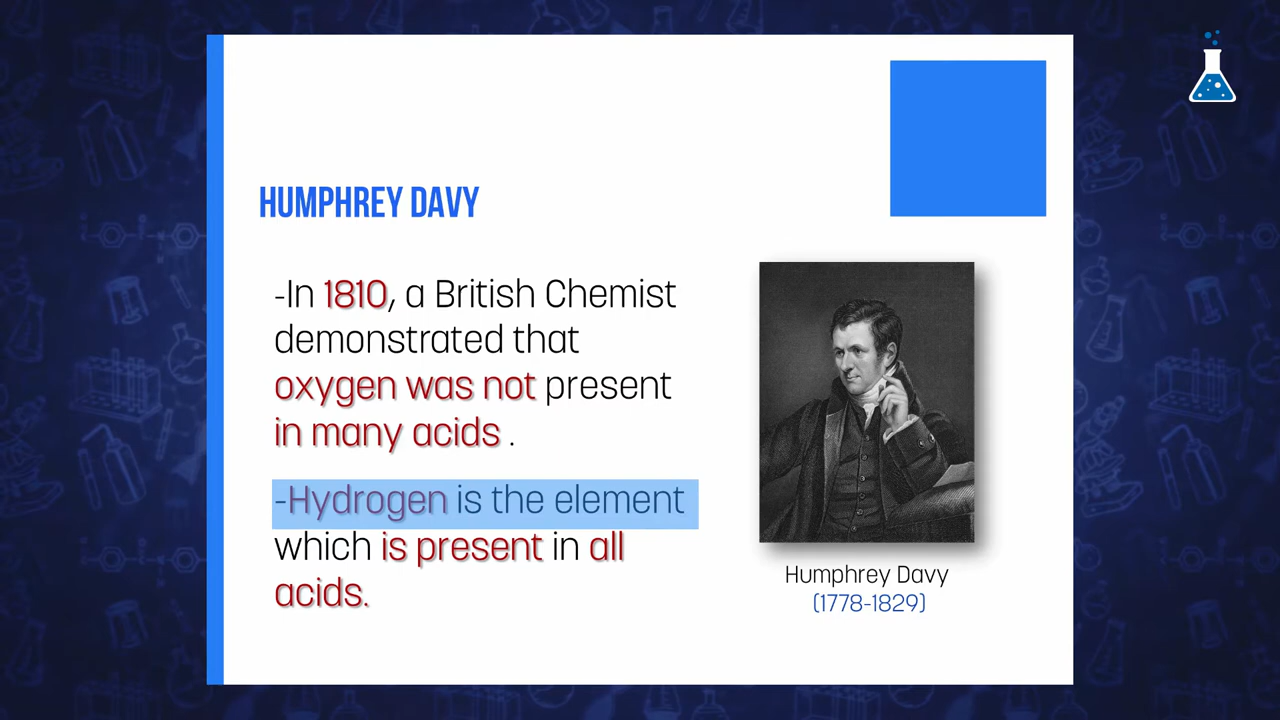 HUMPHREY DAVY
-In 1810, a British Chemist
demonstrated that
oxygen was not present
in many acids .
-Hydrogen is the element
which is present in all
acids.
Humphrey Davy
(1778-1829)